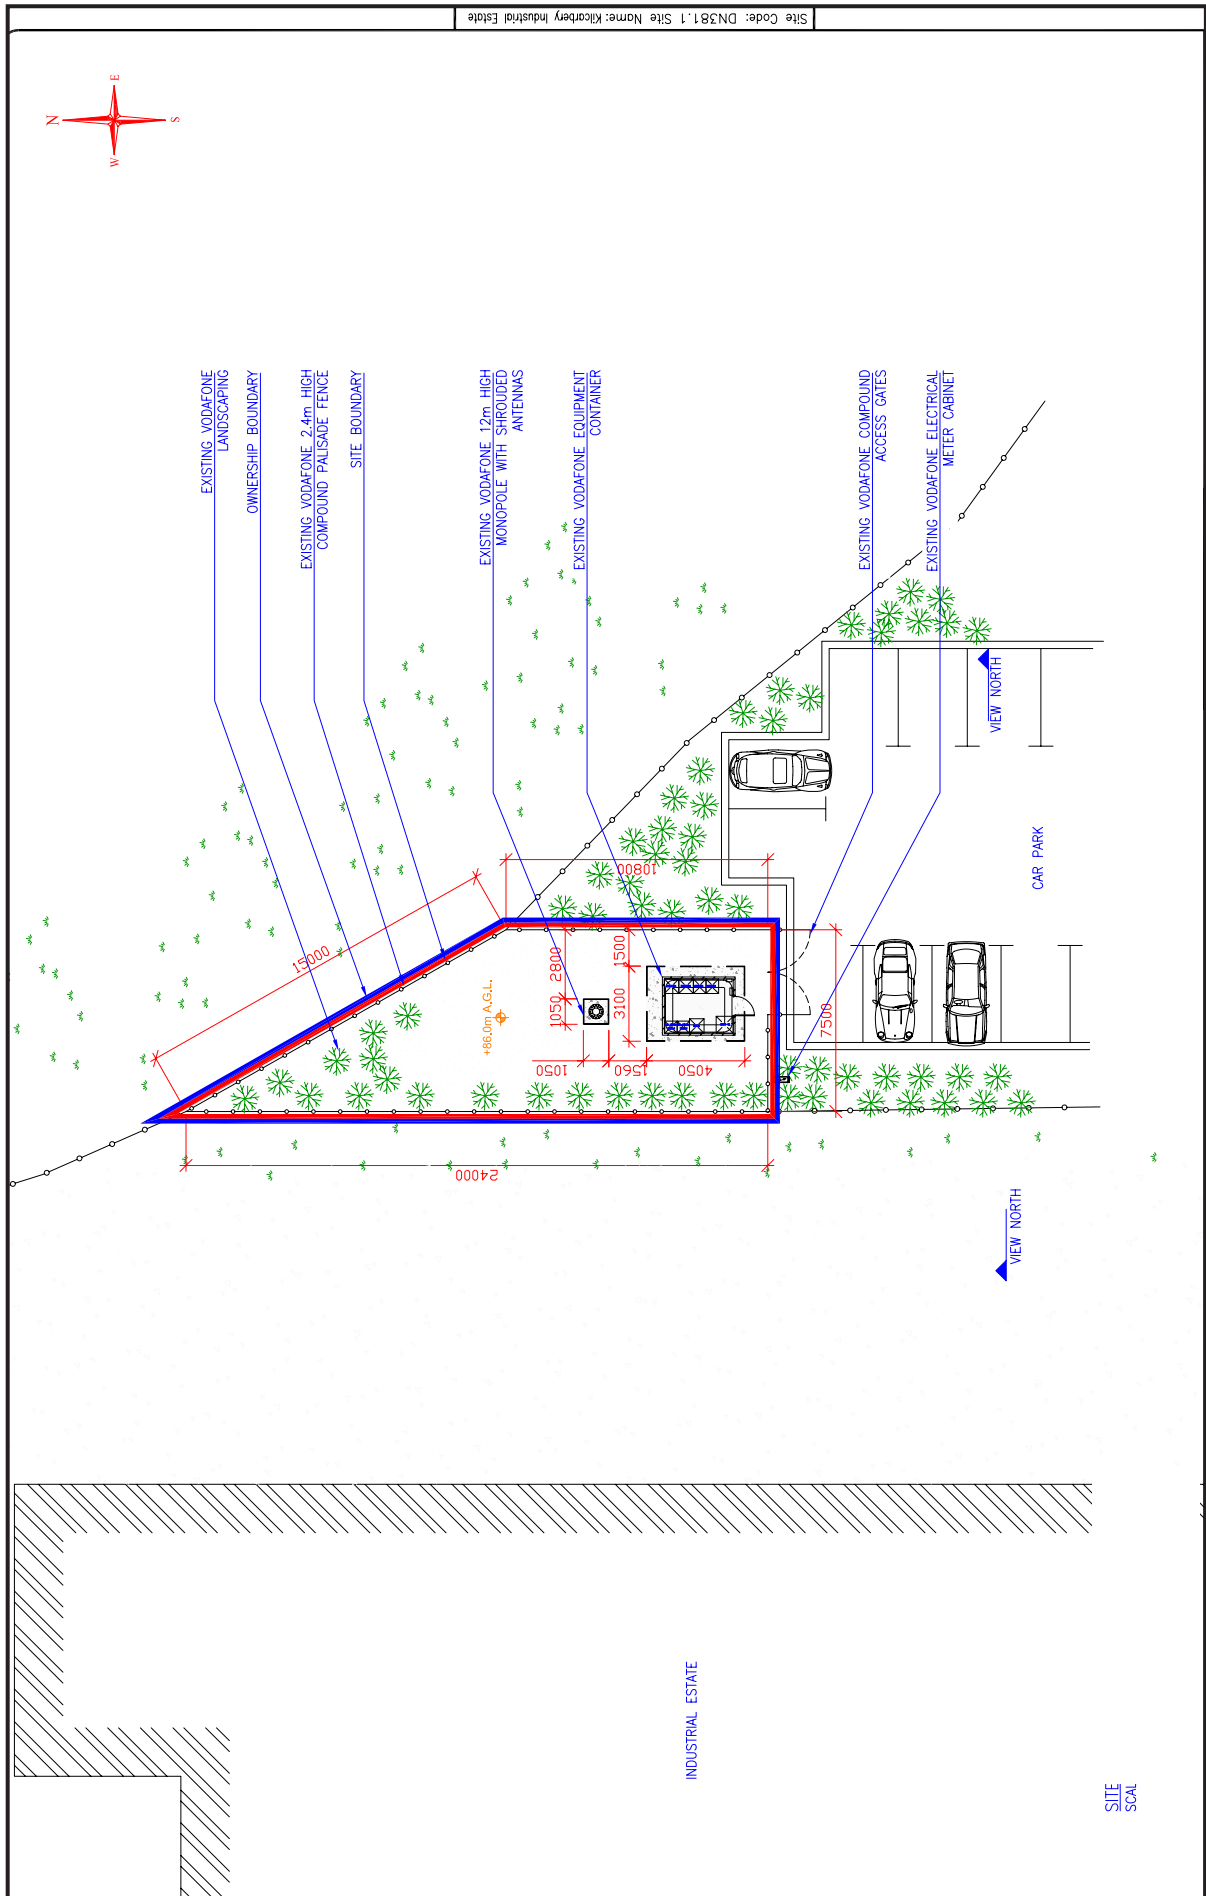 Site Code: DN381.1 Site Name: Kilcarbery Industrial Estate
N
E
S
W
EXISTING VODAFONE
LANDSCAPING
OWNERSHIP BOUNDARY
EXISTING VODAFONE 2.4m HIGH
COMPOUND PALISADE FENCE
SITE BOUNDARY
EXISTING VODAFONE 12m HIGH
MONOPOLE WITH SHROUDED
ANTENNAS
EXISTING VODAFONE EQUIPMENT
CONTAINER
EXISTING VODAFONE COMPOUND
ACCESS GATES
EXISTING VODAFONE ELECTRICAL
METER CABINET
VIEW NORTH
CAR PARK
10800
15000
2800
1500
1050
3100
+86.0m A.G.L.
7500
1050
1560
4050
24000
VIEW NORTH
INDUSTRIAL ESTATE
SITE
SCAL